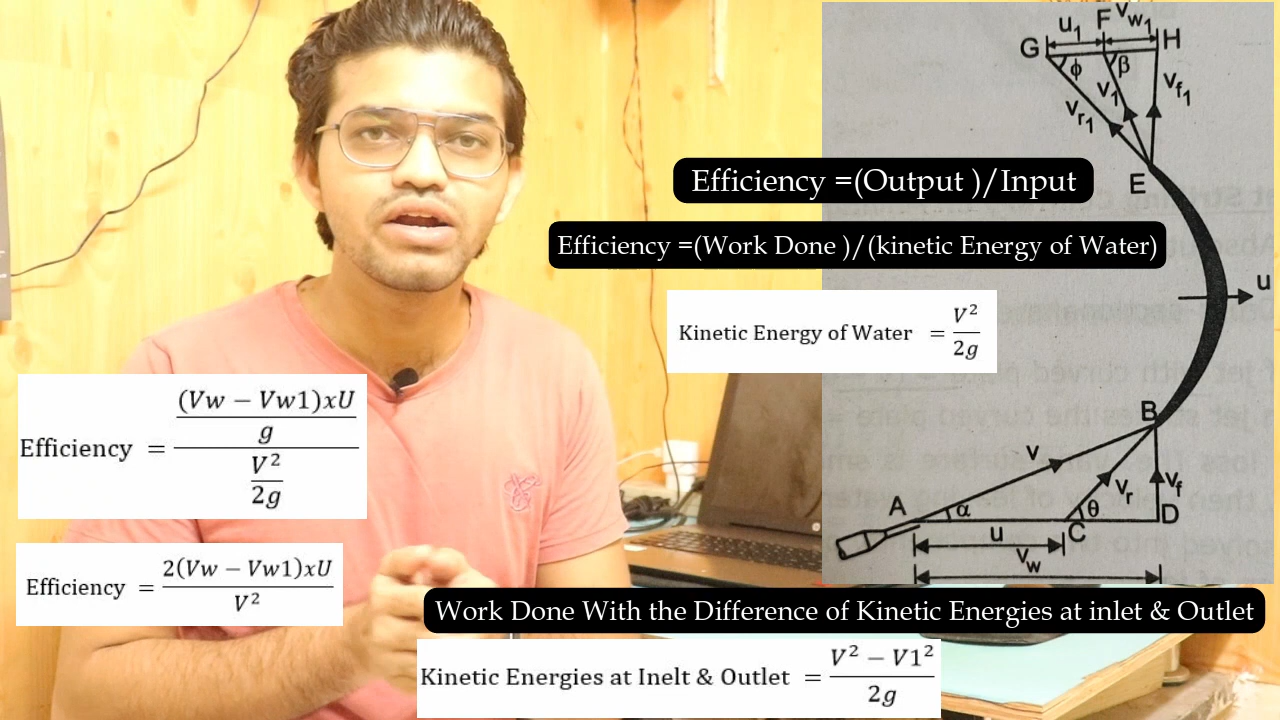 G u₁ F Vw₁ H
φ β
v₁ vf₁
vr₁
Efficiency =(Output )/Input
E
Efficiency =(Work Done )/(kinetic Energy of Water)
u
Kinetic Energy of Water = V²/2g
Efficiency = ((Vw − Vw1)xU/g)/(V²/2g)
B
v vr vf
A α θ
C D
u
vw
Efficiency = 2(Vw − Vw1)xU/V²
Work Done With the Difference of Kinetic Energies at inlet & Outlet
Kinetic Energies at Inelt & Outlet = (V² − V1²)/2g